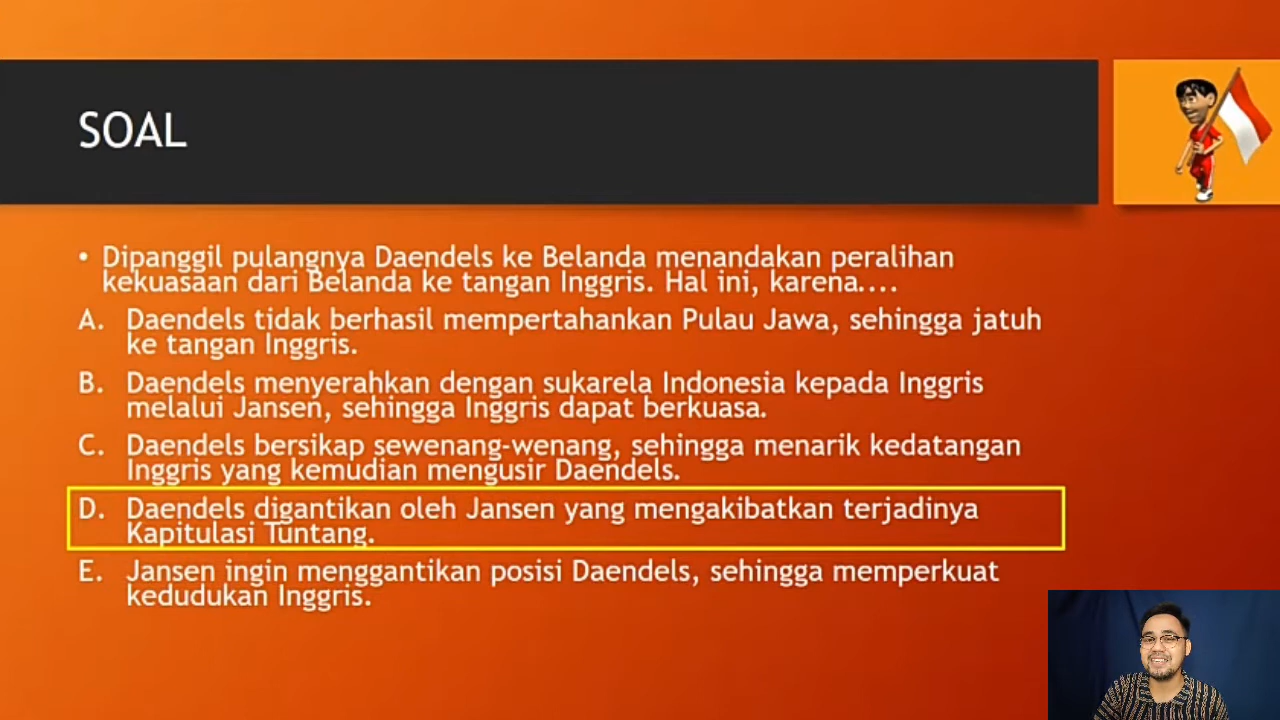 SOAL
• Dipanggil pulangnya Daendels ke Belanda menandakan peralihan
kekuasaan dari Belanda ke tangan Inggris. Hal ini, karena....
A. Daendels tidak berhasil mempertahankan Pulau Jawa, sehingga jatuh
ke tangan Inggris.
B. Daendels menyerahkan dengan sukarela Indonesia kepada Inggris
melalui Jansen, sehingga Inggris dapat berkuasa.
C. Daendels bersikap sewenang-wenang, sehingga menarik kedatangan
Inggris yang kemudian mengusir Daendels.
D. Daendels digantikan oleh Jansen yang mengakibatkan terjadinya
Kapitulasi Tuntang.
E. Jansen ingin menggantikan posisi Daendels, sehingga memperkuat
kedudukan Inggris.